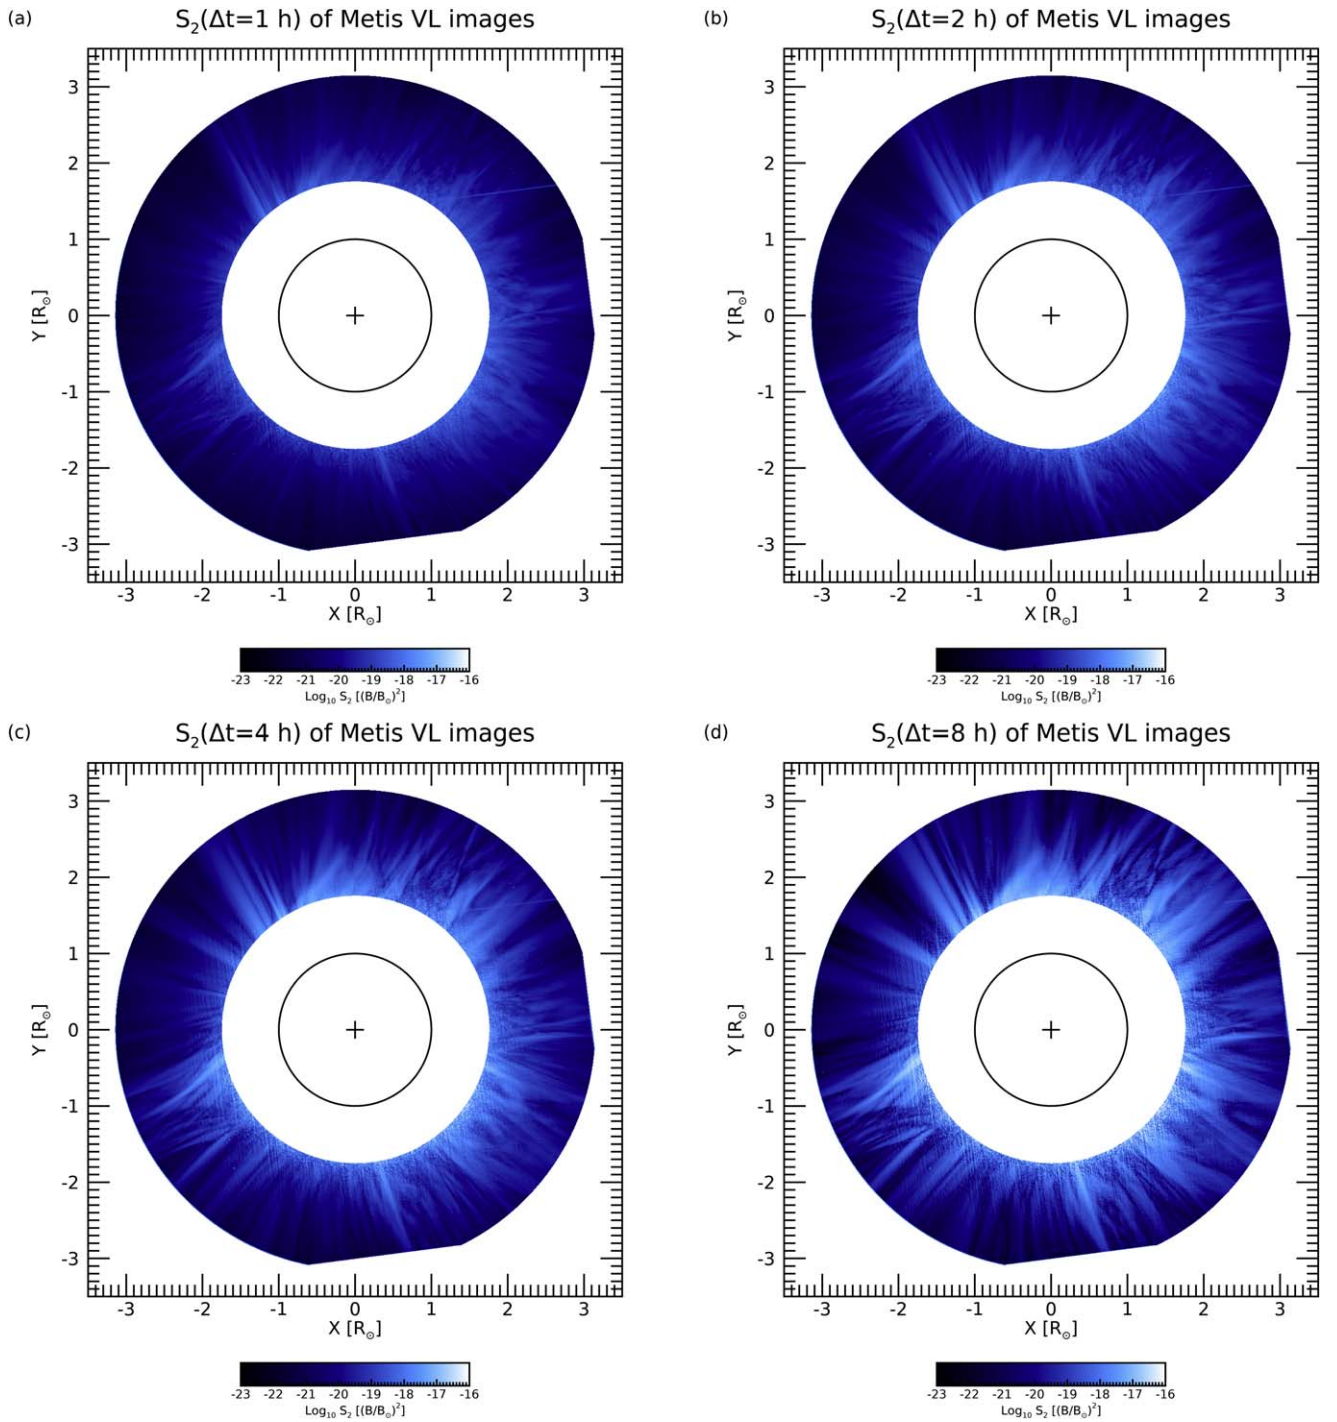 (a) S₂(Δt=1 h) of Metis VL images
3
2
1
0
-1
-2
-3
Y [R☉]
-3 -2 -1 0 1 2 3
X [R☉]
-23 -22 -21 -20 -19 -18 -17 -16
Log₁₀ S₂ [(B/B☉)²]
(b) S₂(Δt=2 h) of Metis VL images
3
2
1
0
-1
-2
-3
Y [R☉]
-3 -2 -1 0 1 2 3
X [R☉]
-23 -22 -21 -20 -19 -18 -17 -16
Log₁₀ S₂ [(B/B☉)²]
(c) S₂(Δt=4 h) of Metis VL images
3
2
1
0
-1
-2
-3
Y [R☉]
-3 -2 -1 0 1 2 3
X [R☉]
-23 -22 -21 -20 -19 -18 -17 -16
Log₁₀ S₂ [(B/B☉)²]
(d) S₂(Δt=8 h) of Metis VL images
3
2
1
0
-1
-2
-3
Y [R☉]
-3 -2 -1 0 1 2 3
X [R☉]
-23 -22 -21 -20 -19 -18 -17 -16
Log₁₀ S₂ [(B/B☉)²]